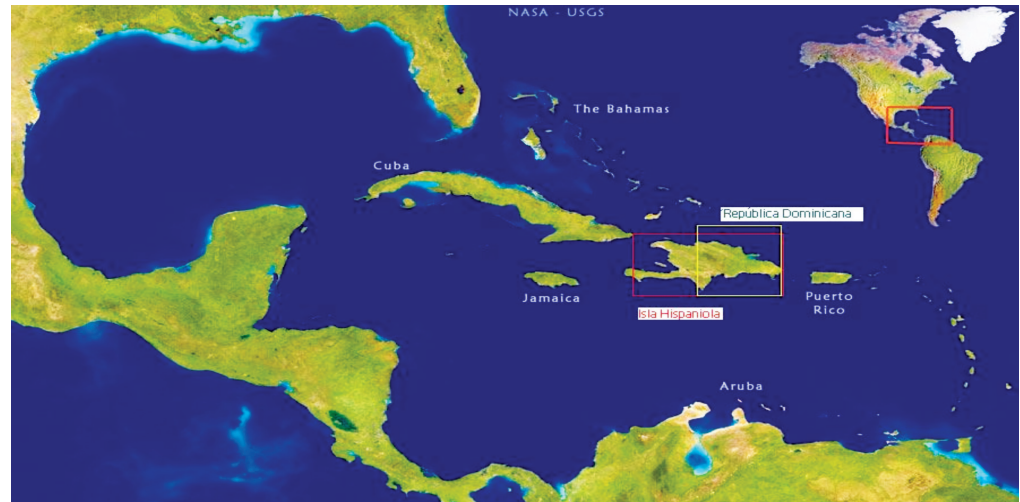 NASA - USGS
The Bahamas
Cuba
República Dominicana
Jamaica
Puerto
Rico
Isla Hispaniola
Aruba